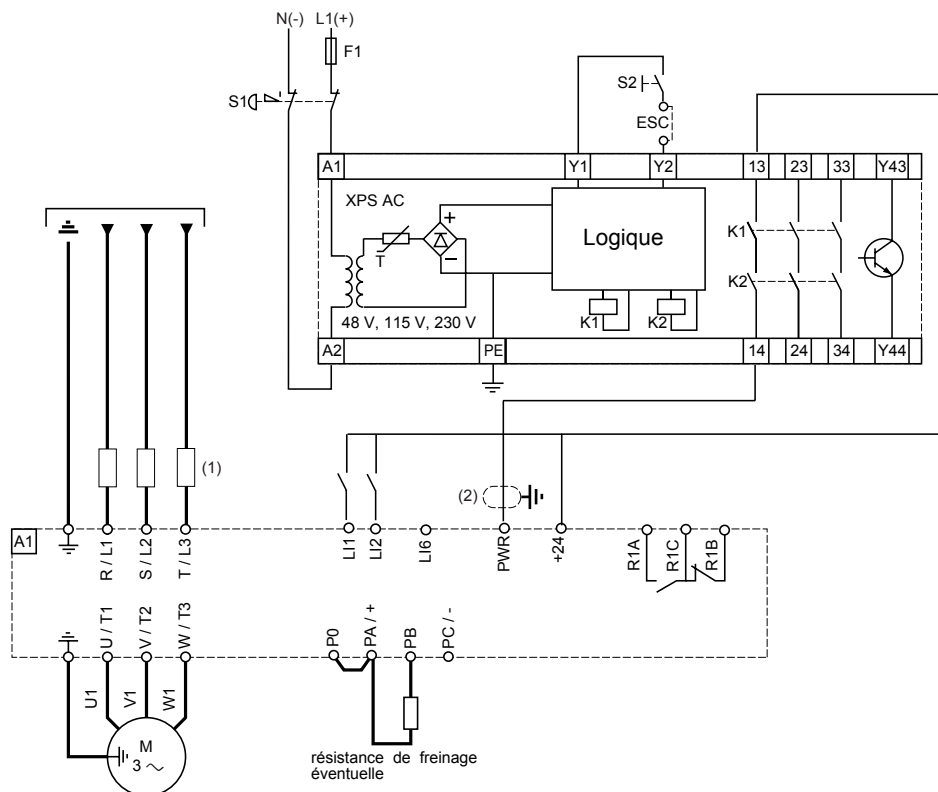 N(-) L1(+)
F1
S1
S2
ESC
A1 Y1 Y2 13 23 33 Y43
XPS AC
+
T
−
Logique
K1
K2
K1 K2
48 V, 115 V, 230 V
A2 PE 14 24 34 Y44
(1)
(2)
A1
R / L1 S / L2 T / L3 LI1 LI2 LI6 PWR +24 R1A R1C R1B
U / T1 V / T2 W / T3 P0 PA / + PB PC / -
U1 V1 W1
M
3 ~
résistance de freinage
éventuelle